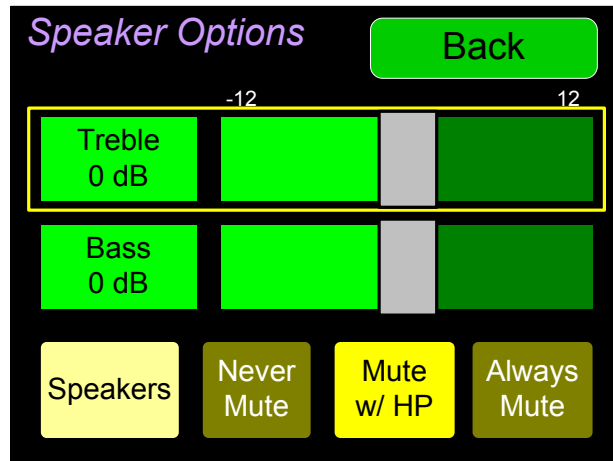 Speaker Options
Back
-12
12
Treble
0 dB
Bass
0 dB
Speakers
Never
Mute
Mute
w/ HP
Always
Mute